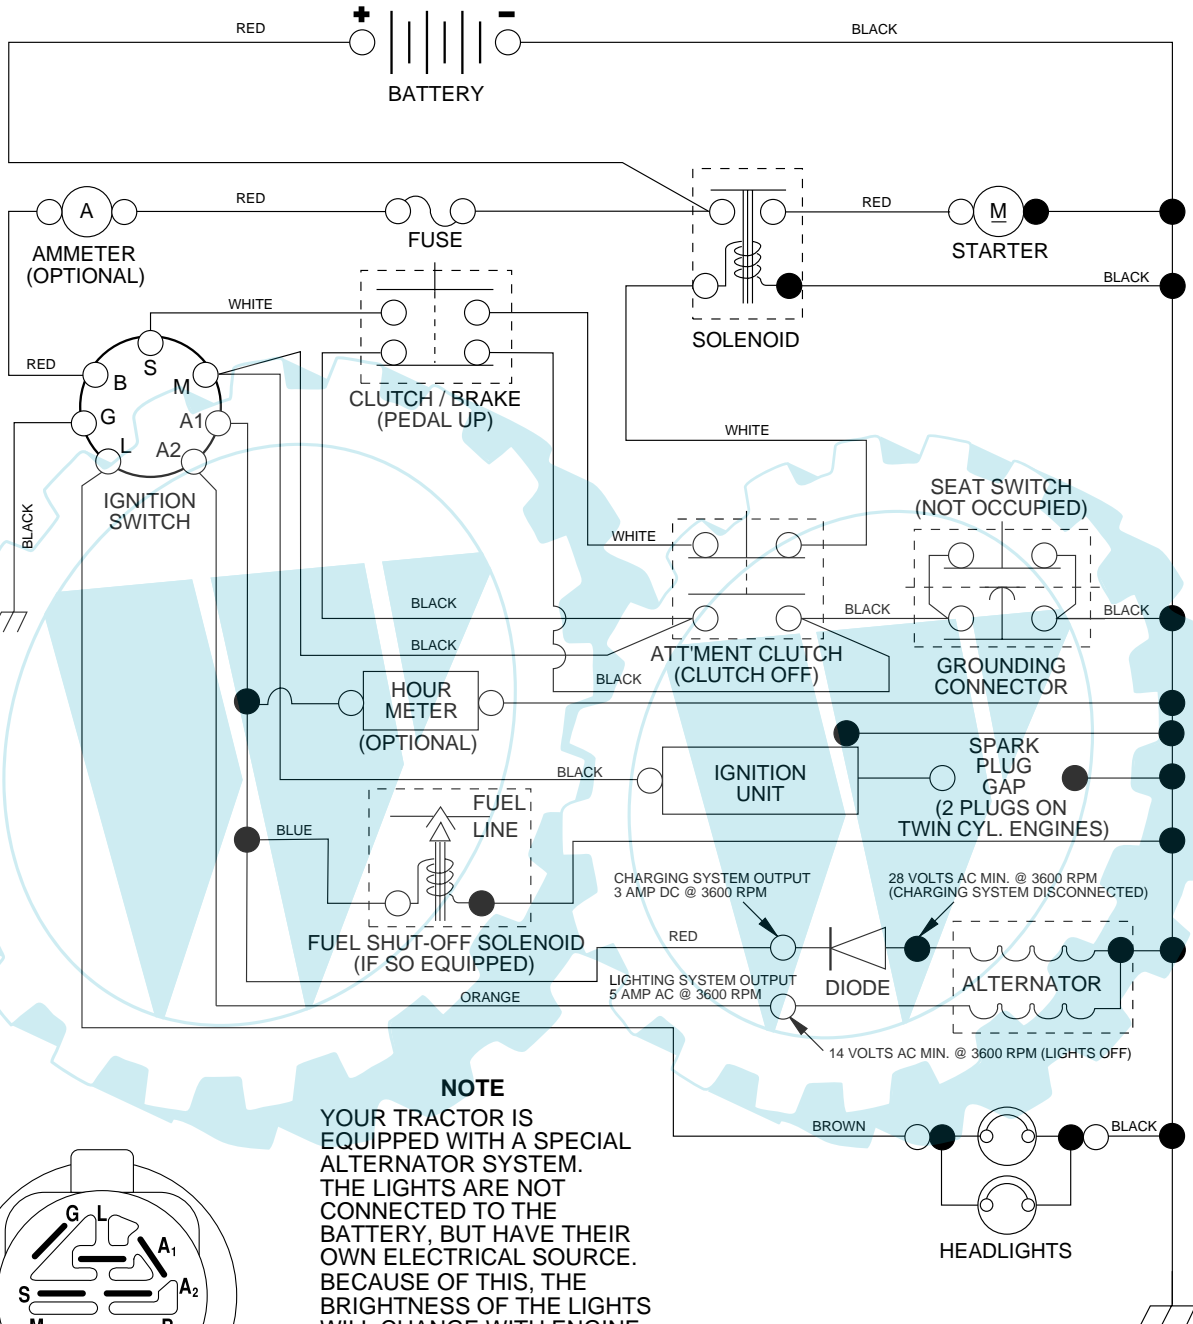 + −
RED
BLACK
BATTERY
RED
A
AMMETER
(OPTIONAL)
FUSE
RED
M
STARTER
BLACK
SOLENOID
WHITE
RED
S
B
M
G
A1
L
A2
IGNITION
SWITCH
BLACK
CLUTCH / BRAKE
(PEDAL UP)
WHITE
WHITE
SEAT SWITCH
(NOT OCCUPIED)
BLACK
BLACK
BLACK
BLACK
BLACK
ATT'MENT CLUTCH
(CLUTCH OFF)
GROUNDING
CONNECTOR
HOUR
METER
(OPTIONAL)
BLACK
IGNITION
UNIT
SPARK
PLUG
GAP
(2 PLUGS ON
TWIN CYL. ENGINES)
FUEL
LINE
BLUE
FUEL SHUT-OFF SOLENOID
(IF SO EQUIPPED)
CHARGING SYSTEM OUTPUT
3 AMP DC @ 3600 RPM
28 VOLTS AC MIN. @ 3600 RPM
(CHARGING SYSTEM DISCONNECTED)
RED
DIODE
ALTERNATOR
LIGHTING SYSTEM OUTPUT
5 AMP AC @ 3600 RPM
ORANGE
14 VOLTS AC MIN. @ 3600 RPM (LIGHTS OFF)
BROWN
BLACK
HEADLIGHTS
NOTE
YOUR TRACTOR IS
EQUIPPED WITH A SPECIAL
ALTERNATOR SYSTEM.
THE LIGHTS ARE NOT
CONNECTED TO THE
BATTERY, BUT HAVE THEIR
OWN ELECTRICAL SOURCE.
BECAUSE OF THIS, THE
BRIGHTNESS OF THE LIGHTS
WILL CHANGE WITH ENGINE
G L
A1
A2
S
M